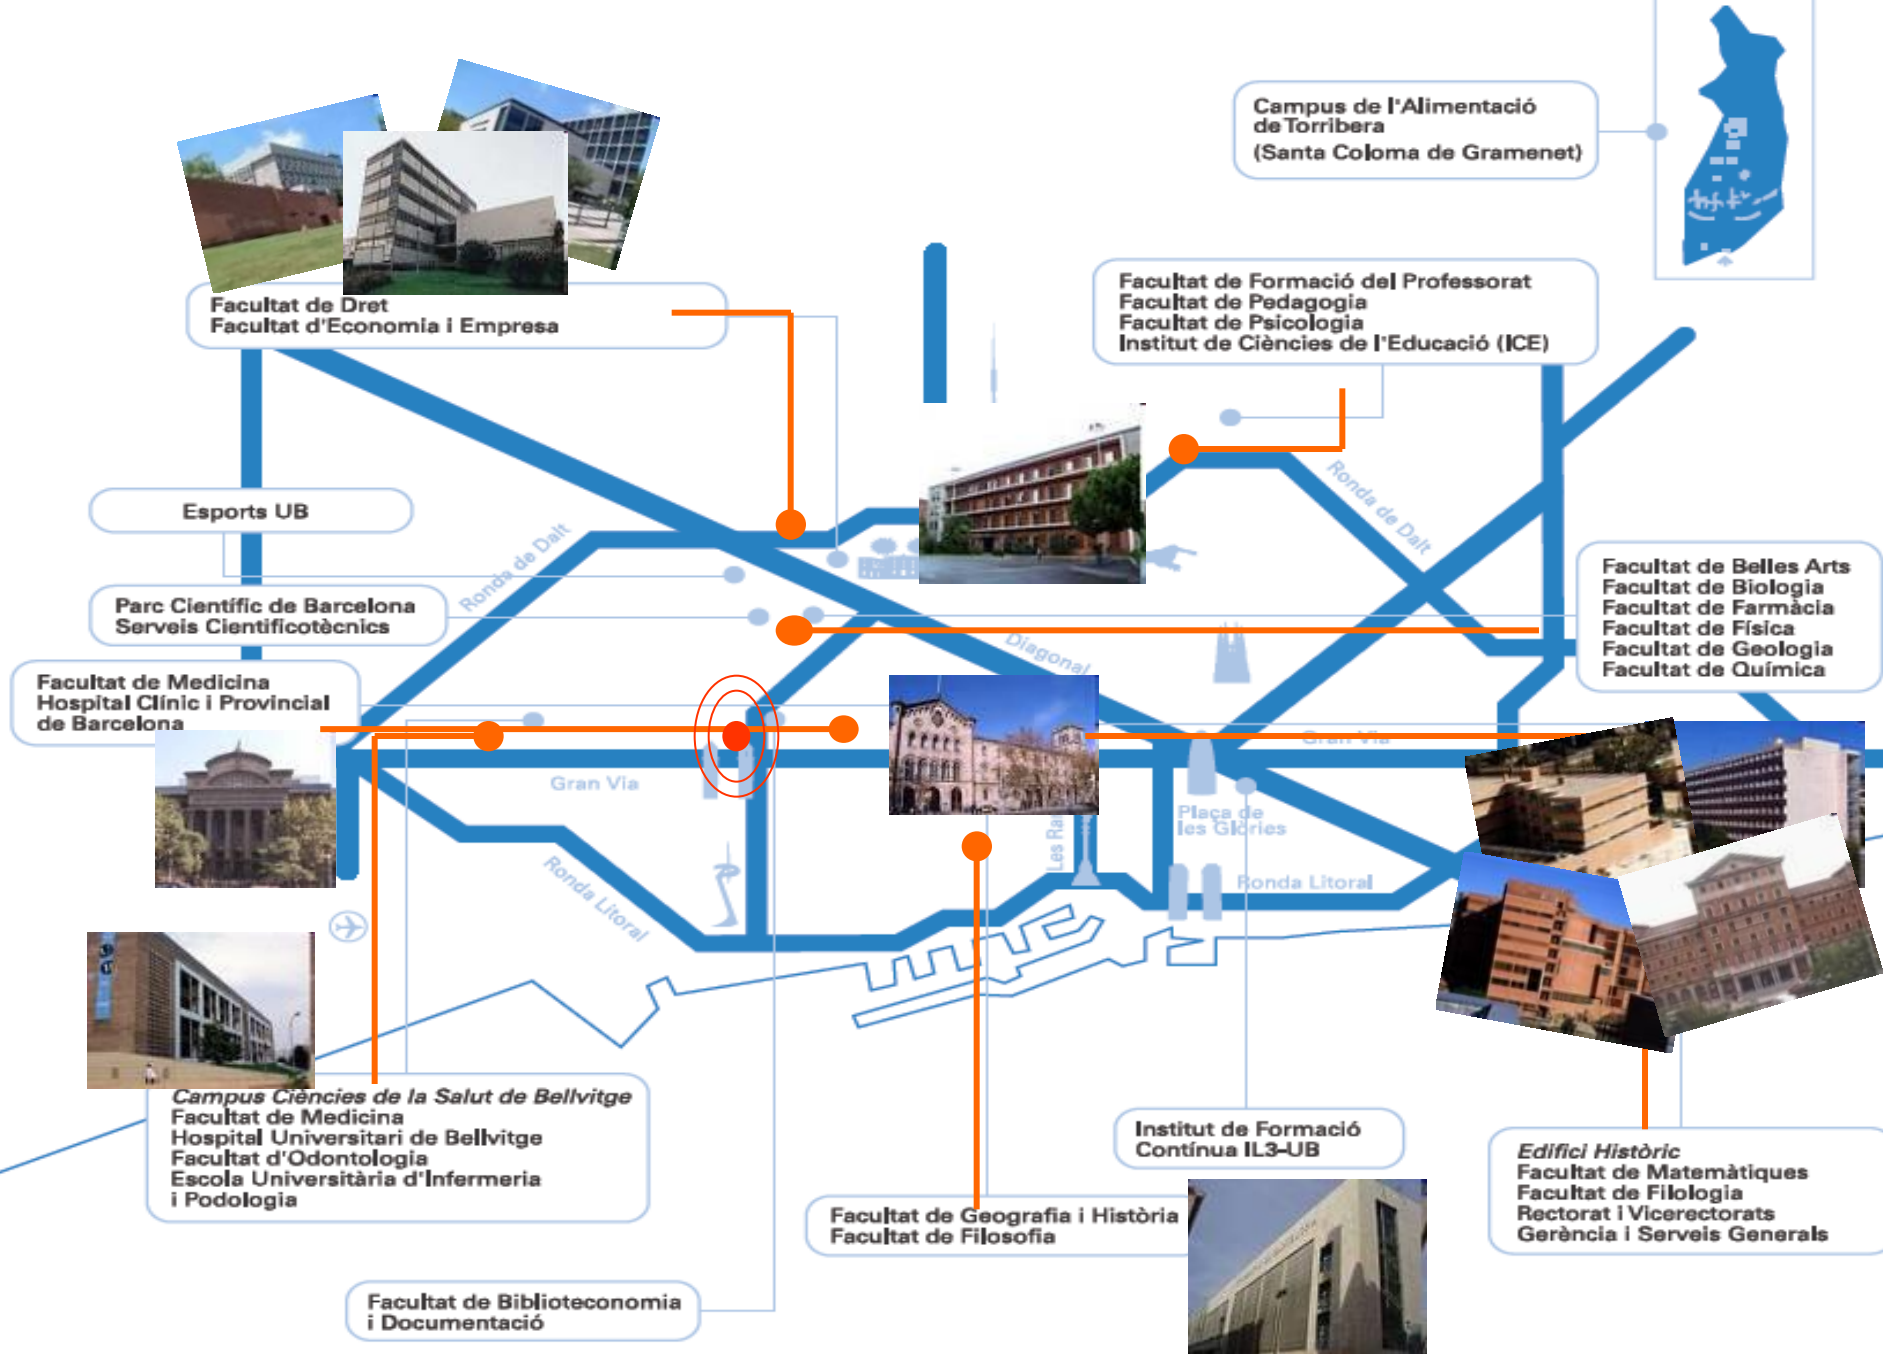 Campus de l'Alimentació
de Torribera
(Santa Coloma de Gramenet)
Facultat de Dret
Facultat d'Economia i Empresa
Facultat de Formació del Professorat
Facultat de Pedagogia
Facultat de Psicologia
Institut de Ciències de l'Educació (ICE)
Esports UB
Ronda de Dalt
Ronda de Dalt
Parc Científic de Barcelona
Serveis Cientificotècnics
Facultat de Belles Arts
Facultat de Biologia
Facultat de Farmàcia
Facultat de Física
Facultat de Geologia
Facultat de Química
Diagonal
Facultat de Medicina
Hospital Clínic i Provincial
de Barcelona
Gran Via
Gran Via
Plaça de
les Glòries
Les
Ronda Litoral
Ronda Litoral
Campus Ciències de la Salut de Bellvitge
Facultat de Medicina
Hospital Universitari de Bellvitge
Facultat d'Odontologia
Escola Universitària d'Infermeria
i Podologia
Institut de Formació
Contínua IL3-UB
Edifici Històric
Facultat de Matemàtiques
Facultat de Filologia
Rectorat i Vicerectorats
Gerència i Serveis Generals
Facultat de Geografia i Història
Facultat de Filosofia
Facultat de Biblioteconomia
i Documentació